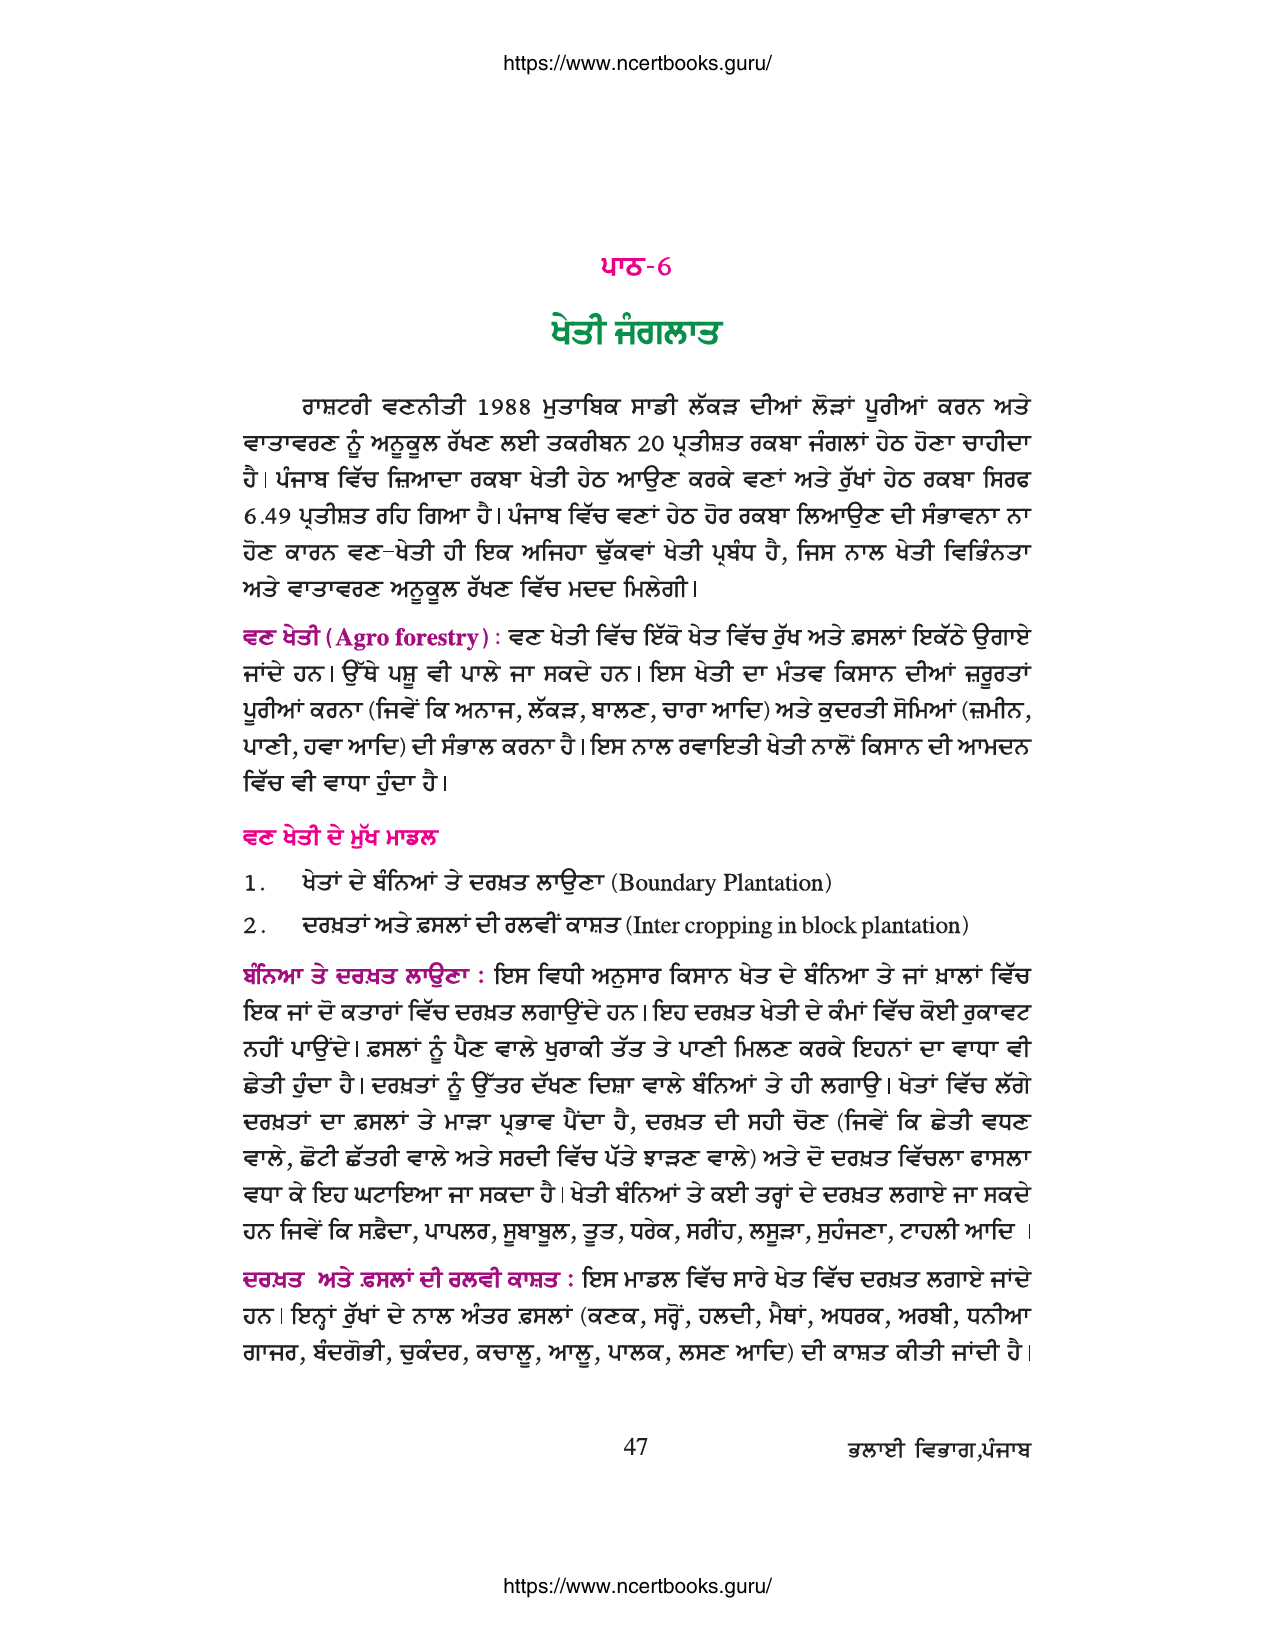 https://www.ncertbooks.guru/
ਪਾਠ-6
ਖੇਤੀ ਜੰਗਲਾਤ
ਰਾਸ਼ਟਰੀ ਵਣਨੀਤੀ 1988 ਮੁਤਾਬਿਕ ਸਾਡੀ ਲੱਕੜ ਦੀਆਂ ਲੋੜਾਂ ਪੂਰੀਆਂ ਕਰਨ ਅਤੇ
ਵਾਤਾਵਰਣ ਨੂੰ ਅਨੂਕੂਲ ਰੱਖਣ ਲਈ ਤਕਰੀਬਨ 20 ਪ੍ਰਤੀਸ਼ਤ ਰਕਬਾ ਜੰਗਲਾਂ ਹੇਠ ਹੋਣਾ ਚਾਹੀਦਾ
ਹੈ। ਪੰਜਾਬ ਵਿੱਚ ਜ਼ਿਆਦਾ ਰਕਬਾ ਖੇਤੀ ਹੇਠ ਆਉਣ ਕਰਕੇ ਵਣਾਂ ਅਤੇ ਰੁੱਖਾਂ ਹੇਠ ਰਕਬਾ ਸਿਰਫ
6.49 ਪ੍ਰਤੀਸ਼ਤ ਰਹਿ ਗਿਆ ਹੈ। ਪੰਜਾਬ ਵਿੱਚ ਵਣਾਂ ਹੇਠ ਹੋਰ ਰਕਬਾ ਲਿਆਉਣ ਦੀ ਸੰਭਾਵਨਾ ਨਾ
ਹੋਣ ਕਾਰਨ ਵਣ-ਖੇਤੀ ਹੀ ਇਕ ਅਜਿਹਾ ਢੁੱਕਵਾਂ ਖੇਤੀ ਪ੍ਰਬੰਧ ਹੈ, ਜਿਸ ਨਾਲ ਖੇਤੀ ਵਿਭਿੰਨਤਾ
ਅਤੇ ਵਾਤਾਵਰਣ ਅਨੂਕੂਲ ਰੱਖਣ ਵਿੱਚ ਮਦਦ ਮਿਲੇਗੀ।
ਵਣ ਖੇਤੀ (Agro forestry) : ਵਣ ਖੇਤੀ ਵਿੱਚ ਇੱਕੋ ਖੇਤ ਵਿੱਚ ਰੁੱਖ ਅਤੇ ਫ਼ਸਲਾਂ ਇਕੱਠੇ ਉਗਾਏ
ਜਾਂਦੇ ਹਨ। ਉੱਥੇ ਪਸ਼ੂ ਵੀ ਪਾਲੇ ਜਾ ਸਕਦੇ ਹਨ। ਇਸ ਖੇਤੀ ਦਾ ਮੰਤਵ ਕਿਸਾਨ ਦੀਆਂ ਜ਼ਰੂਰਤਾਂ
ਪੂਰੀਆਂ ਕਰਨਾ (ਜਿਵੇਂ ਕਿ ਅਨਾਜ, ਲੱਕੜ, ਬਾਲਣ, ਚਾਰਾ ਆਦਿ) ਅਤੇ ਕੁਦਰਤੀ ਸੋਮਿਆਂ (ਜ਼ਮੀਨ,
ਪਾਣੀ, ਹਵਾ ਆਦਿ) ਦੀ ਸੰਭਾਲ ਕਰਨਾ ਹੈ। ਇਸ ਨਾਲ ਰਵਾਇਤੀ ਖੇਤੀ ਨਾਲੋਂ ਕਿਸਾਨ ਦੀ ਆਮਦਨ
ਵਿੱਚ ਵੀ ਵਾਧਾ ਹੁੰਦਾ ਹੈ।
ਵਣ ਖੇਤੀ ਦੇ ਮੁੱਖ ਮਾਡਲ
1. ਖੇਤਾਂ ਦੇ ਬੰਨਿਆਂ ਤੇ ਦਰਖ਼ਤ ਲਾਉਣਾ (Boundary Plantation)
2. ਦਰਖ਼ਤਾਂ ਅਤੇ ਫ਼ਸਲਾਂ ਦੀ ਰਲਵੀਂ ਕਾਸ਼ਤ (Inter cropping in block plantation)
ਬੰਨਿਆ ਤੇ ਦਰਖ਼ਤ ਲਾਉਣਾ : ਇਸ ਵਿਧੀ ਅਨੁਸਾਰ ਕਿਸਾਨ ਖੇਤ ਦੇ ਬੰਨਿਆ ਤੇ ਜਾਂ ਖ਼ਾਲਾਂ ਵਿੱਚ
ਇਕ ਜਾਂ ਦੋ ਕਤਾਰਾਂ ਵਿੱਚ ਦਰਖ਼ਤ ਲਗਾਉਂਦੇ ਹਨ। ਇਹ ਦਰਖ਼ਤ ਖੇਤੀ ਦੇ ਕੰਮਾਂ ਵਿੱਚ ਕੋਈ ਰੁਕਾਵਟ
ਨਹੀਂ ਪਾਉਂਦੇ। ਫ਼ਸਲਾਂ ਨੂੰ ਪੈਣ ਵਾਲੇ ਖੁਰਾਕੀ ਤੱਤ ਤੇ ਪਾਣੀ ਮਿਲਣ ਕਰਕੇ ਇਹਨਾਂ ਦਾ ਵਾਧਾ ਵੀ
ਛੇਤੀ ਹੁੰਦਾ ਹੈ। ਦਰਖ਼ਤਾਂ ਨੂੰ ਉੱਤਰ ਦੱਖਣ ਦਿਸ਼ਾ ਵਾਲੇ ਬੰਨਿਆਂ ਤੇ ਹੀ ਲਗਾਉ। ਖੇਤਾਂ ਵਿੱਚ ਲੱਗੇ
ਦਰਖ਼ਤਾਂ ਦਾ ਫ਼ਸਲਾਂ ਤੇ ਮਾੜਾ ਪ੍ਰਭਾਵ ਪੈਂਦਾ ਹੈ, ਦਰਖ਼ਤ ਦੀ ਸਹੀ ਚੋਣ (ਜਿਵੇਂ ਕਿ ਛੇਤੀ ਵਧਣ
ਵਾਲੇ, ਛੋਟੀ ਛੱਤਰੀ ਵਾਲੇ ਅਤੇ ਸਰਦੀ ਵਿੱਚ ਪੱਤੇ ਝਾੜਣ ਵਾਲੇ) ਅਤੇ ਦੋ ਦਰਖ਼ਤ ਵਿੱਚਲਾ ਫਾਸਲਾ
ਵਧਾ ਕੇ ਇਹ ਘਟਾਇਆ ਜਾ ਸਕਦਾ ਹੈ। ਖੇਤੀ ਬੰਨਿਆਂ ਤੇ ਕਈ ਤਰ੍ਹਾਂ ਦੇ ਦਰਖ਼ਤ ਲਗਾਏ ਜਾ ਸਕਦੇ
ਹਨ ਜਿਵੇਂ ਕਿ ਸਫ਼ੈਦਾ, ਪਾਪਲਰ, ਸੂਬਾਬੂਲ, ਤੂਤ, ਧਰੇਕ, ਸਰੀਂਹ, ਲਸੂੜਾ, ਸੁਹੰਜਣਾ, ਟਾਹਲੀ ਆਦਿ ।
ਦਰਖ਼ਤ ਅਤੇ ਫ਼ਸਲਾਂ ਦੀ ਰਲਵੀ ਕਾਸ਼ਤ : ਇਸ ਮਾਡਲ ਵਿੱਚ ਸਾਰੇ ਖੇਤ ਵਿੱਚ ਦਰਖ਼ਤ ਲਗਾਏ ਜਾਂਦੇ
ਹਨ। ਇਨ੍ਹਾਂ ਰੁੱਖਾਂ ਦੇ ਨਾਲ ਅੰਤਰ ਫ਼ਸਲਾਂ (ਕਣਕ, ਸਰ੍ਹੋਂ, ਹਲਦੀ, ਮੈਥਾਂ, ਅਧਰਕ, ਅਰਬੀ, ਧਨੀਆ
ਗਾਜਰ, ਬੰਦਗੋਭੀ, ਚੁਕੰਦਰ, ਕਚਾਲੂ, ਆਲੂ, ਪਾਲਕ, ਲਸਣ ਆਦਿ) ਦੀ ਕਾਸ਼ਤ ਕੀਤੀ ਜਾਂਦੀ ਹੈ।
47 ਭਲਾਈ ਵਿਭਾਗ,ਪੰਜਾਬ
https://www.ncertbooks.guru/